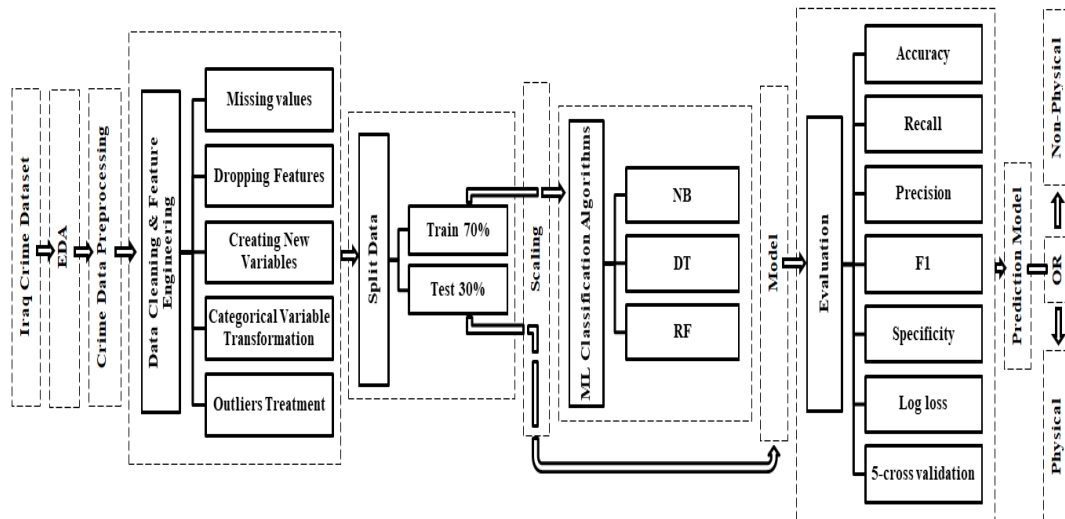 Iraq Crime Dataset
EDA
Crime Data Preprocessing
Data Cleaning & Feature
Engineering
Missing values
Dropping Features
Creating New
Variables
Categorical Variable
Transformation
Outliers Treatment
Split Data
Train 70%
Test 30%
Scaling
ML Classification Algorithms
NB
DT
RF
Model
Evaluation
Accuracy
Recall
Precision
F1
Specificity
Log loss
5-cross validation
Prediction Model
Non-Physical
OR
Physical